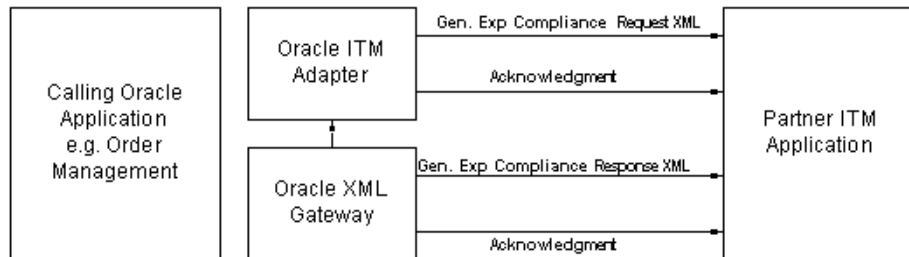 Calling Oracle
Application
e.g. Order
Management
Oracle ITM
Adapter
Oracle XML
Gateway
Gen. Exp Compliance Request XML
Acknowledgment
Gen. Exp Compliance Response XML
Acknowledgment
Partner ITM
Application